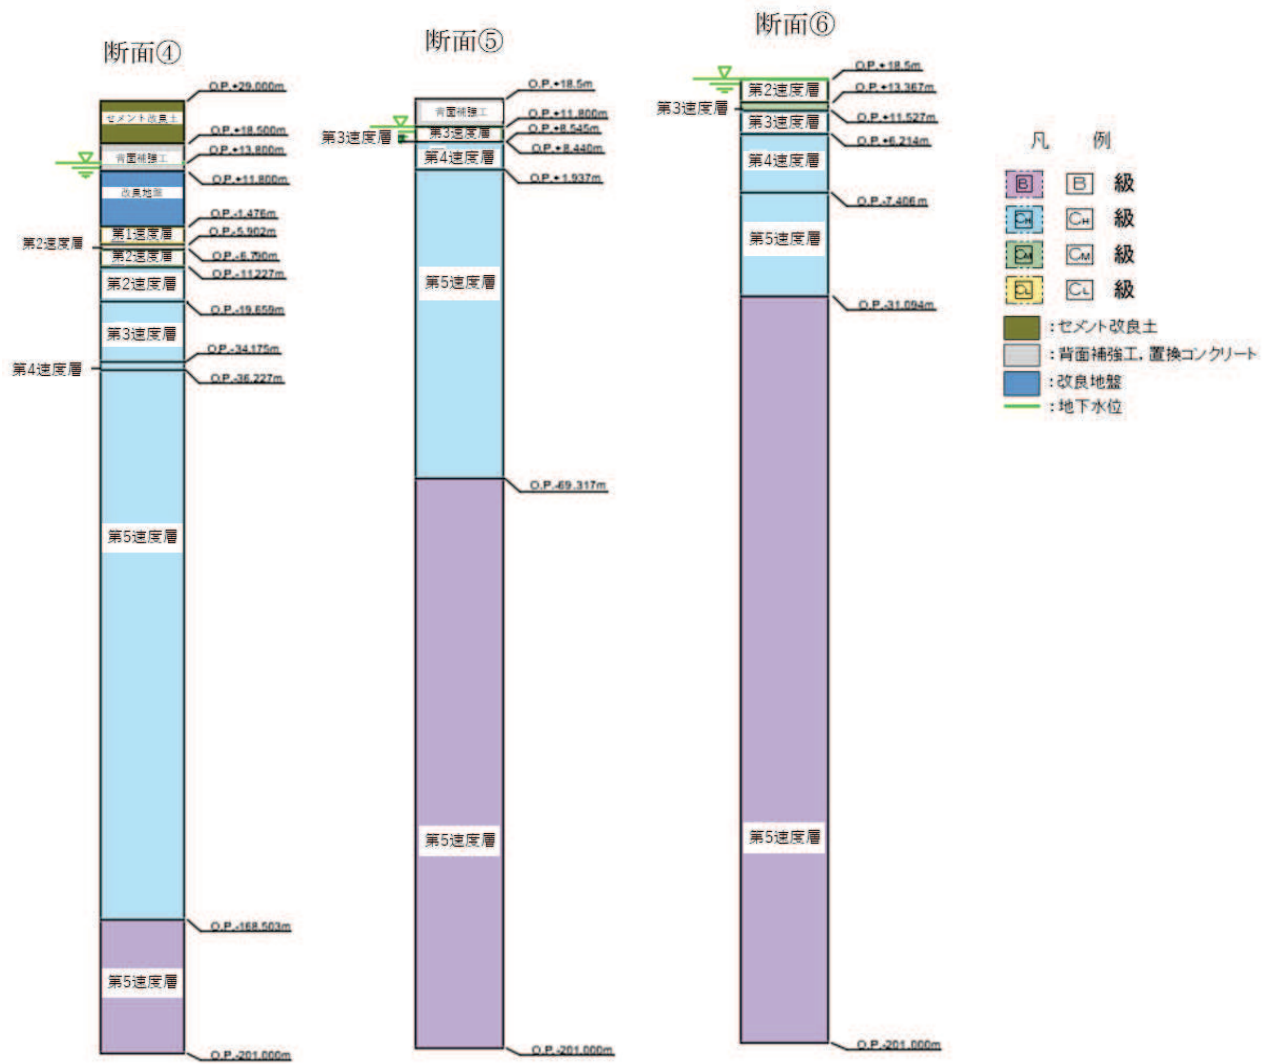 断面④
O.P.+29.000m
セメント改良土
O.P.+18.500m
背面補強工
O.P.+13.800m
改良地盤
O.P.+11.800m
O.P.-1.476m
第1速度層
第2速度層
O.P.-5.902m
第2速度層
O.P.-6.790m
O.P.-11.227m
第2速度層
O.P.-19.659m
第3速度層
O.P.-34.175m
第4速度層
O.P.-36.227m
第5速度層
O.P.-168.503m
第5速度層
O.P.-201.000m
断面⑤
O.P.+18.5m
背面補強工
O.P.+11.800m
第3速度層
第3速度層
O.P.+8.545m
O.P.+8.440m
第4速度層
O.P.+1.937m
第5速度層
O.P.-69.317m
第5速度層
O.P.-201.000m
断面⑥
O.P.+18.5m
第2速度層
O.P.+13.367m
第3速度層
O.P.+11.527m
第3速度層
O.P.+6.214m
第4速度層
O.P.-7.406m
第5速度層
O.P.-31.094m
第5速度層
O.P.-201.000m
凡 例
B B 級
CH CH 級
CM CM 級
CL CL 級
:セメント改良土
:背面補強工,置換コンクリート
:改良地盤
:地下水位